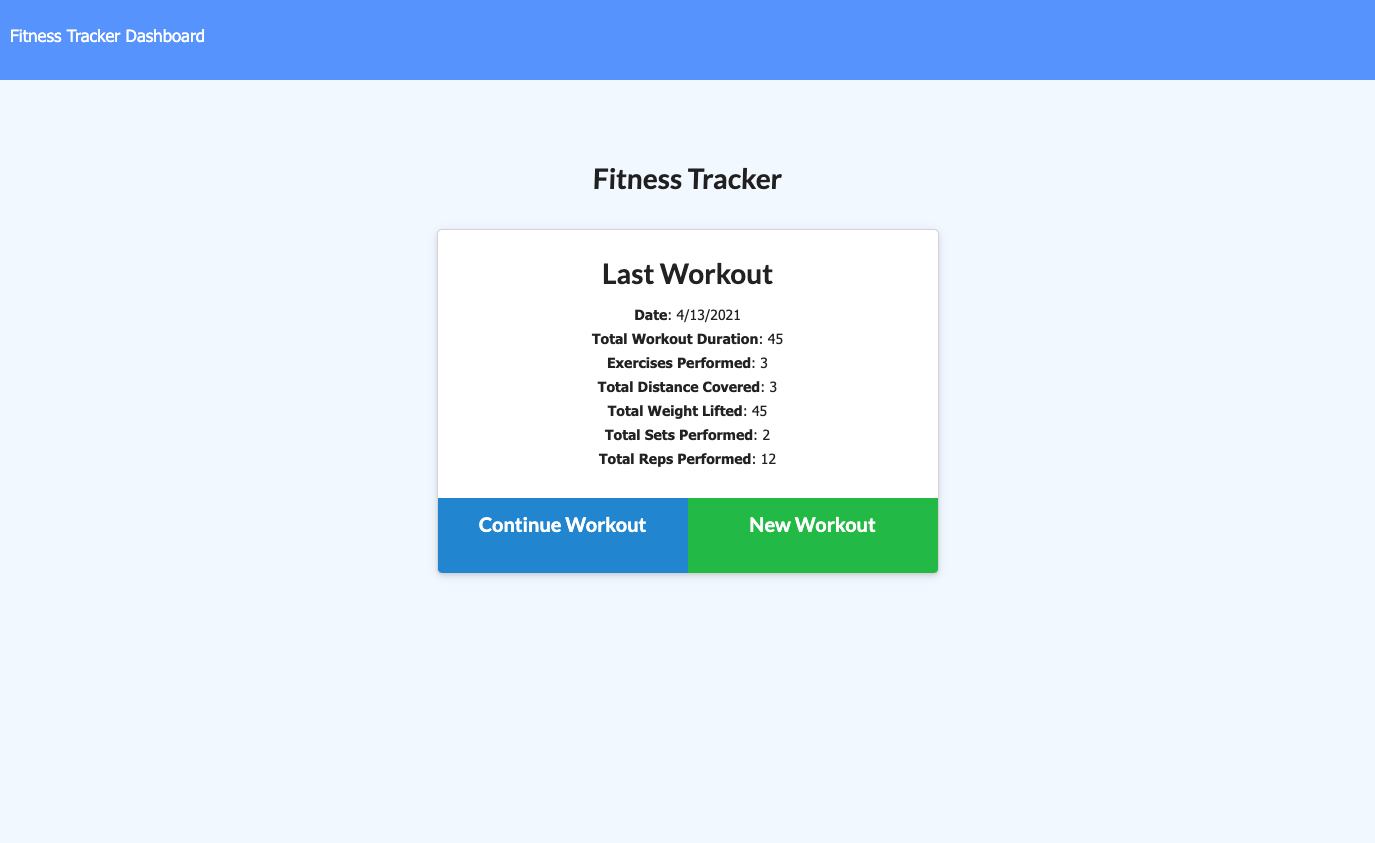 Fitness Tracker Dashboard
Fitness Tracker
Last Workout
Date: 4/13/2021
Total Workout Duration: 45
Exercises Performed: 3
Total Distance Covered: 3
Total Weight Lifted: 45
Total Sets Performed: 2
Total Reps Performed: 12
Continue Workout New Workout